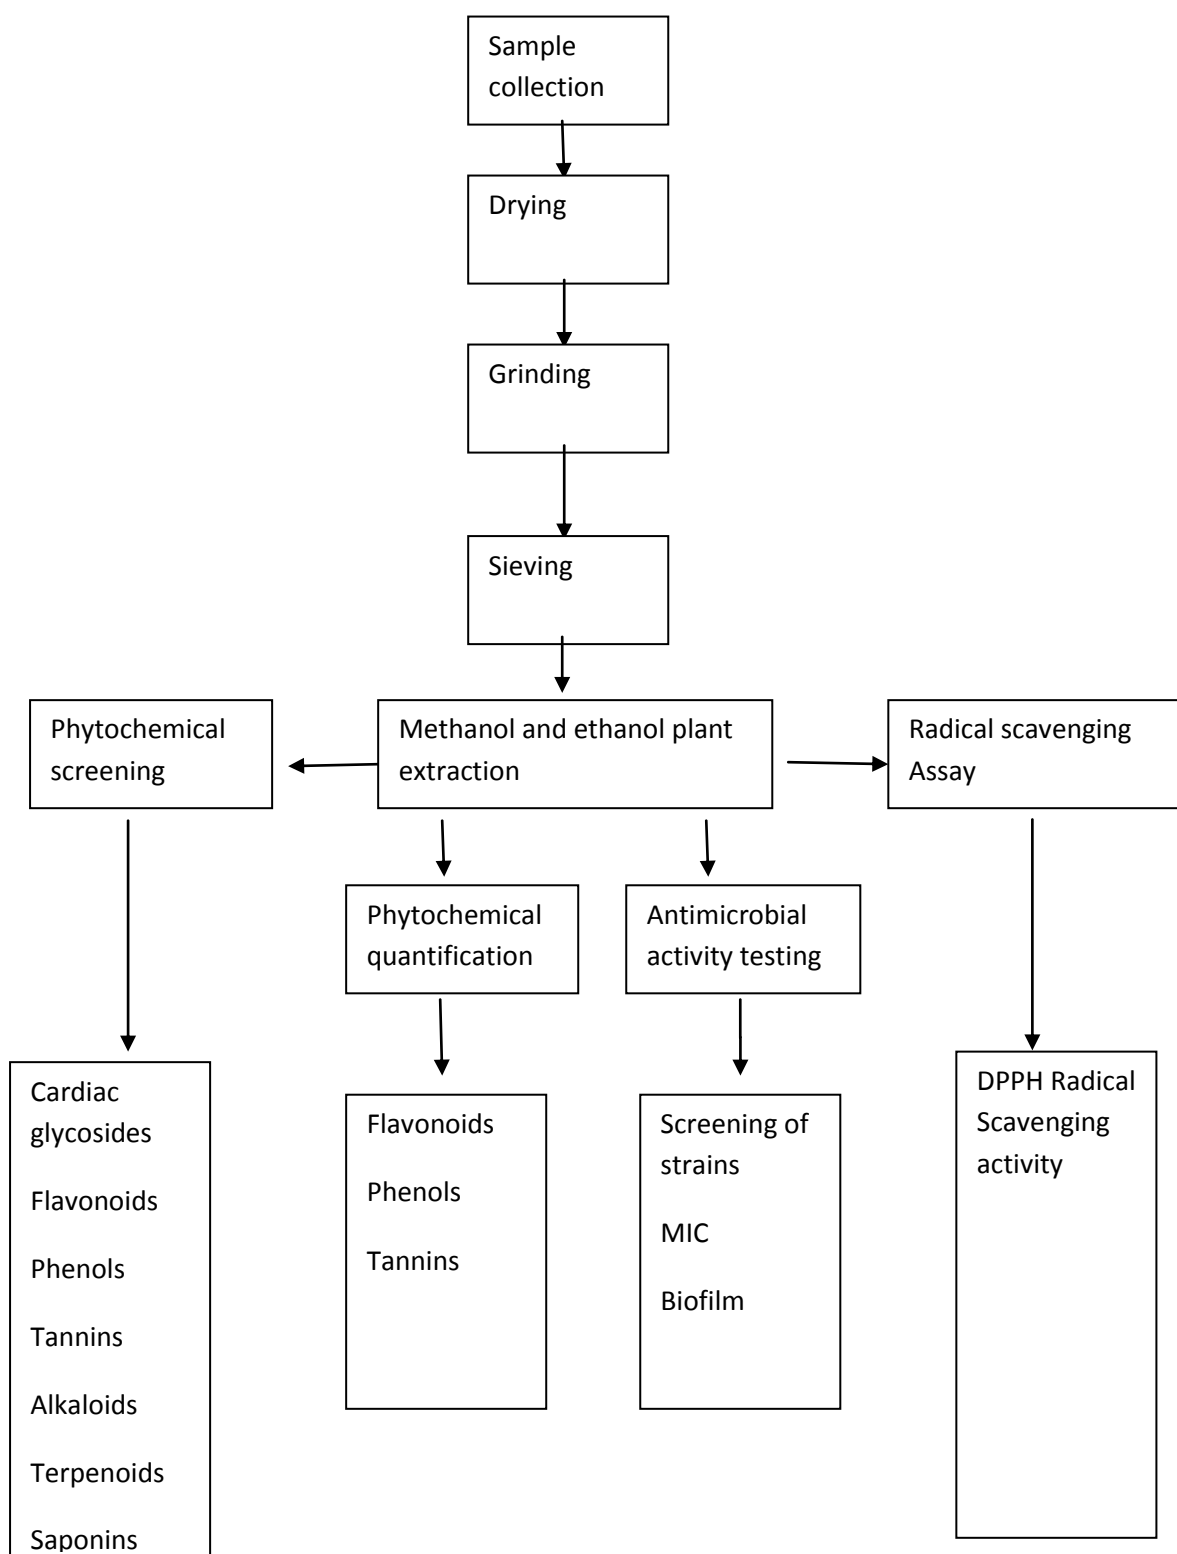 Sample
collection
Drying
Grinding
Sieving
Phytochemical
screening
Methanol and ethanol plant
extraction
Radical scavenging
Assay
Phytochemical
quantification
Antimicrobial
activity testing
Cardiac
glycosides
Flavonoids
Phenols
Tannins
Alkaloids
Terpenoids
Saponins
Flavonoids
Phenols
Tannins
Screening of
strains
MIC
Biofilm
DPPH Radical
Scavenging
activity